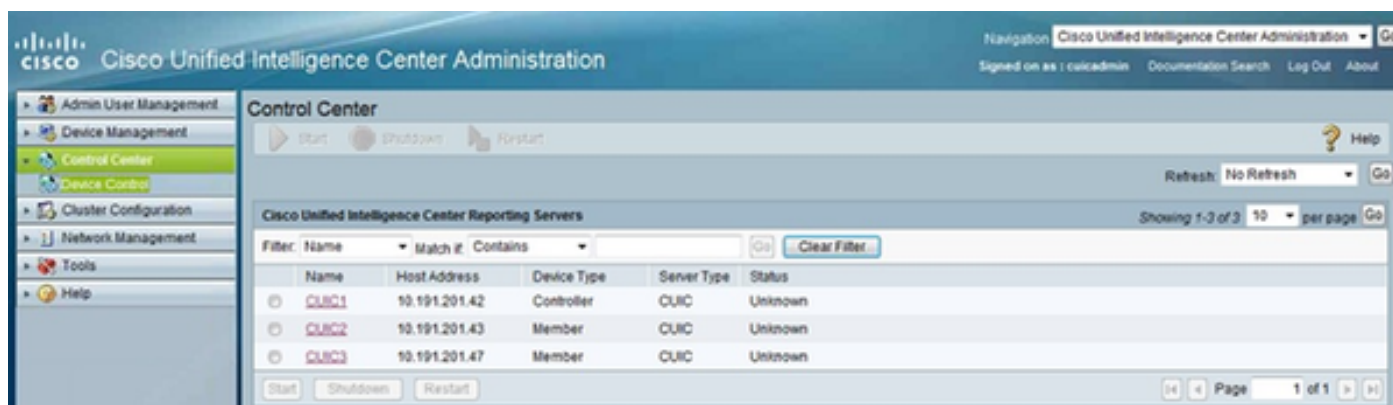 Navigation Cisco Unified Intelligence Center Administration Go
CISCO Cisco Unified Intelligence Center Administration
Signed on as : cuicadmin Documentation Search Log Out About
Admin User Management
Device Management
Control Center
Device Control
Cluster Configuration
Network Management
Tools
Help
Control Center
Start Shutdown Restart
Help
Refresh: No Refresh Go
Cisco Unified Intelligence Center Reporting Servers Showing 1-3 of 3 10 per page Go
Filter: Name Match if: Contains Go Clear Filter
Name Host Address Device Type Server Type Status
CUIC1 10.191.201.42 Controller CUIC Unknown
CUIC2 10.191.201.43 Member CUIC Unknown
CUIC3 10.191.201.47 Member CUIC Unknown
Start Shutdown Restart Page 1 of 1